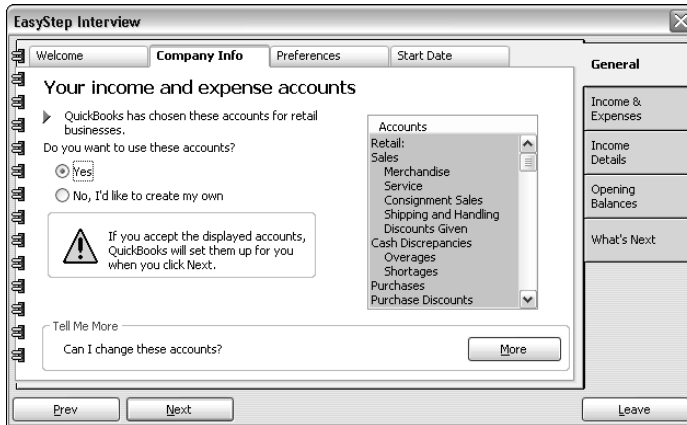 EasyStep Interview
Welcome
Company Info
Preferences
Start Date
General
Income &
Expenses
Income
Details
Opening
Balances
What's Next
Your income and expense accounts
QuickBooks has chosen these accounts for retail
businesses.
Do you want to use these accounts?
Yes
No, I'd like to create my own
If you accept the displayed accounts,
QuickBooks will set them up for you
when you click Next.
Accounts
Retail:
Sales
Merchandise
Service
Consignment Sales
Shipping and Handling
Discounts Given
Cash Discrepancies
Overages
Shortages
Purchases
Purchase Discounts
Tell Me More
Can I change these accounts?
More
Prev
Next
Leave